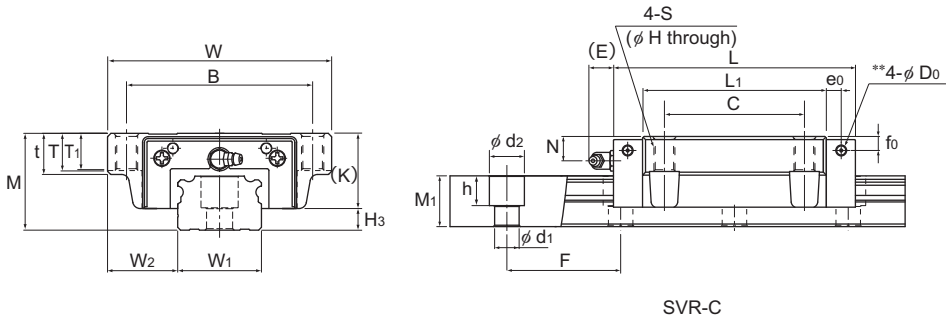 4-S
(φ H through)
(E)
L
W
L1
e0
**4-φ D0
B
C
N
f0
φ d2
t
T
T1
(K)
M
h
M1
H3
φ d1
W2
W1
F
SVR-C